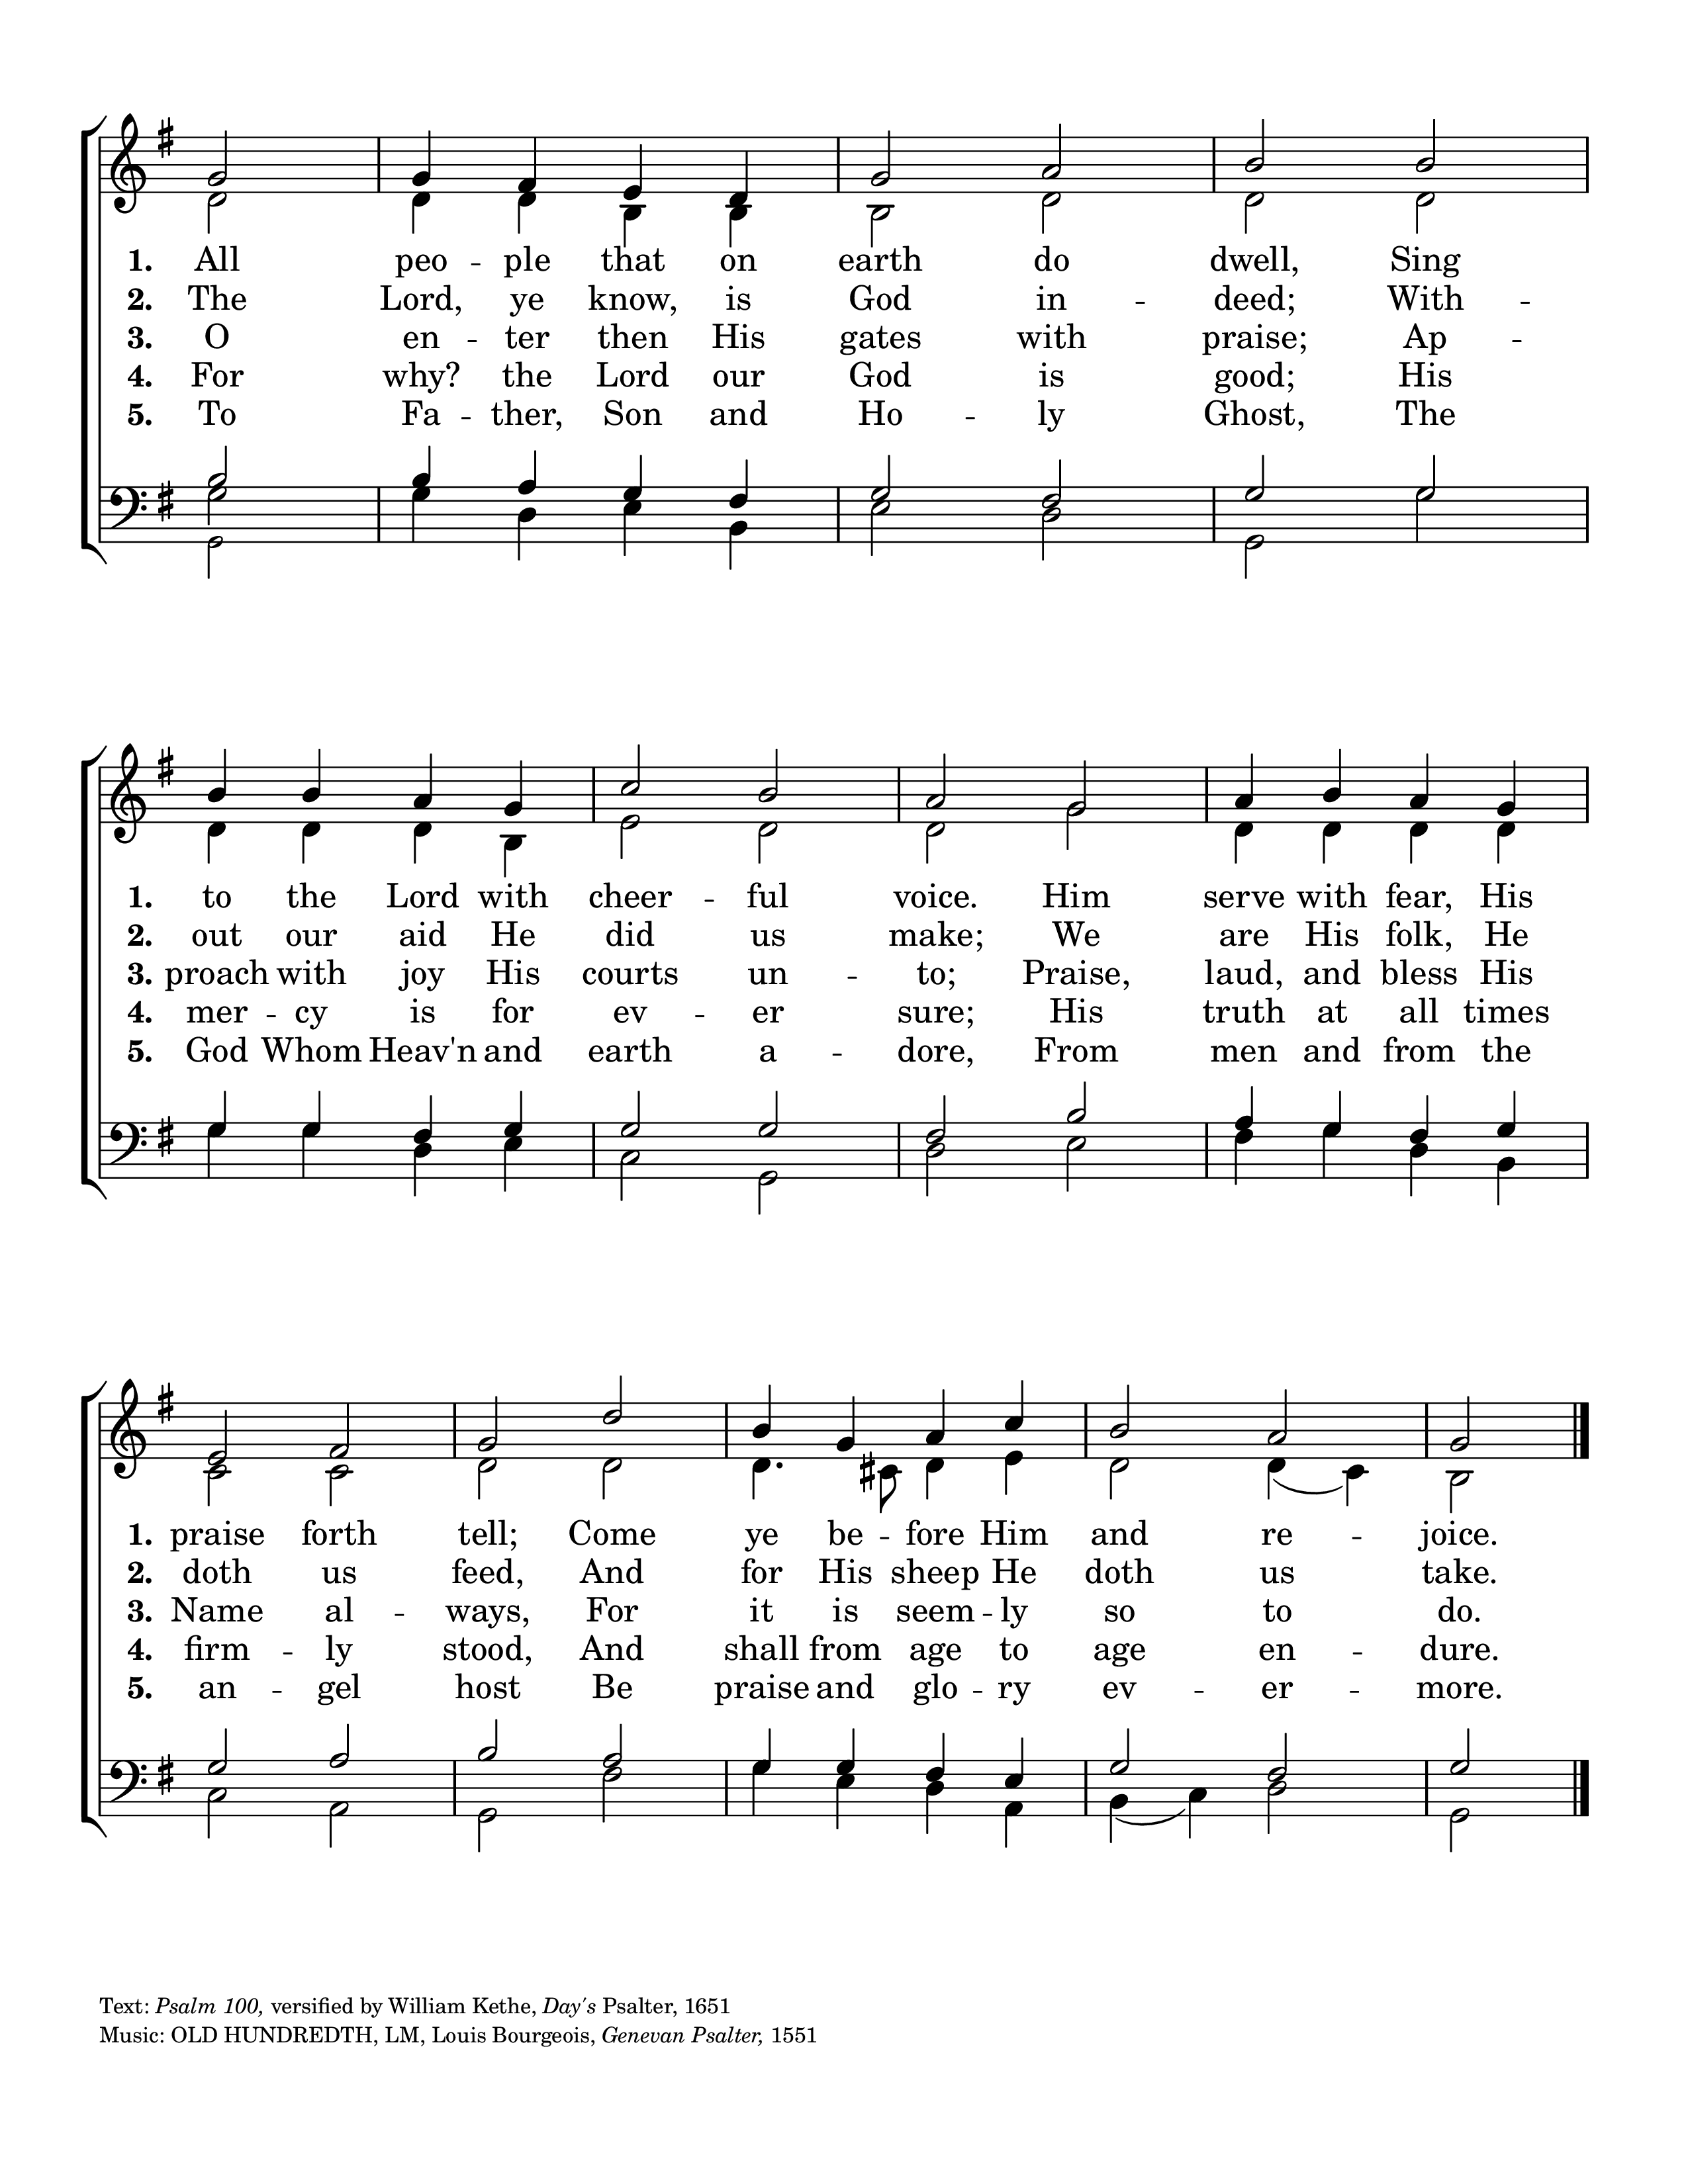 1. All peo -- ple that on earth do dwell, Sing
2. The Lord, ye know, is God in -- deed; With --
3. O en -- ter then His gates with praise; Ap --
4. For why? the Lord our God is good; His
5. To Fa -- ther, Son and Ho -- ly Ghost, The
1. to the Lord with cheer -- ful voice. Him serve with fear, His
2. out our aid He did us make; We are His folk, He
3. proach with joy His courts un -- to; Praise, laud, and bless His
4. mer -- cy is for ev -- er sure; His truth at all times
5. God Whom Heav'n and earth a -- dore, From men and from the
1. praise forth tell; Come ye be -- fore Him and re -- joice.
2. doth us feed, And for His sheep He doth us take.
3. Name al -- ways, For it is seem -- ly so to do.
4. firm -- ly stood, And shall from age to age en -- dure.
5. an -- gel host Be praise and glo -- ry ev -- er -- more.
Text: Psalm 100, versified by William Kethe, Day's Psalter, 1651
Music: OLD HUNDREDTH, LM, Louis Bourgeois, Genevan Psalter, 1551